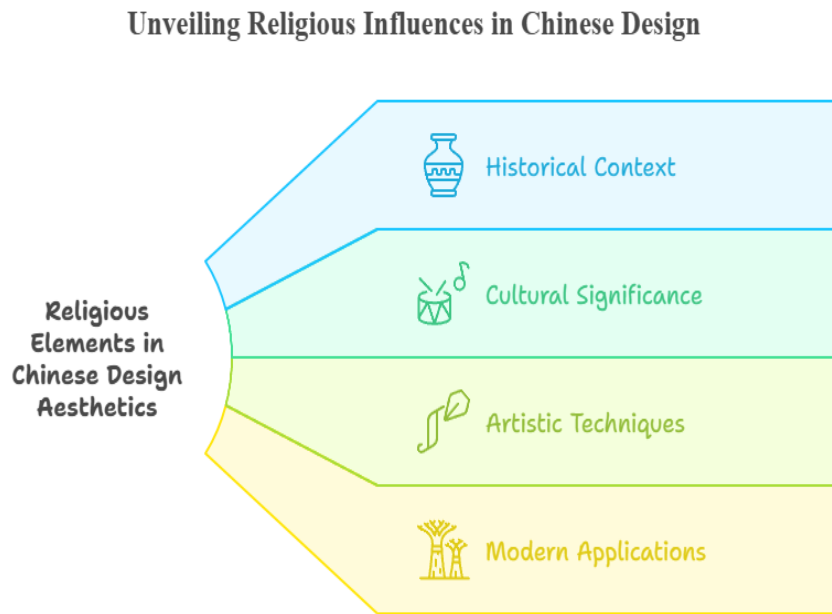 Unveiling Religious Influences in Chinese Design
Historical Context
Cultural Significance
Religious
Elements in
Chinese Design
Aesthetics
Artistic Techniques
Modern Applications